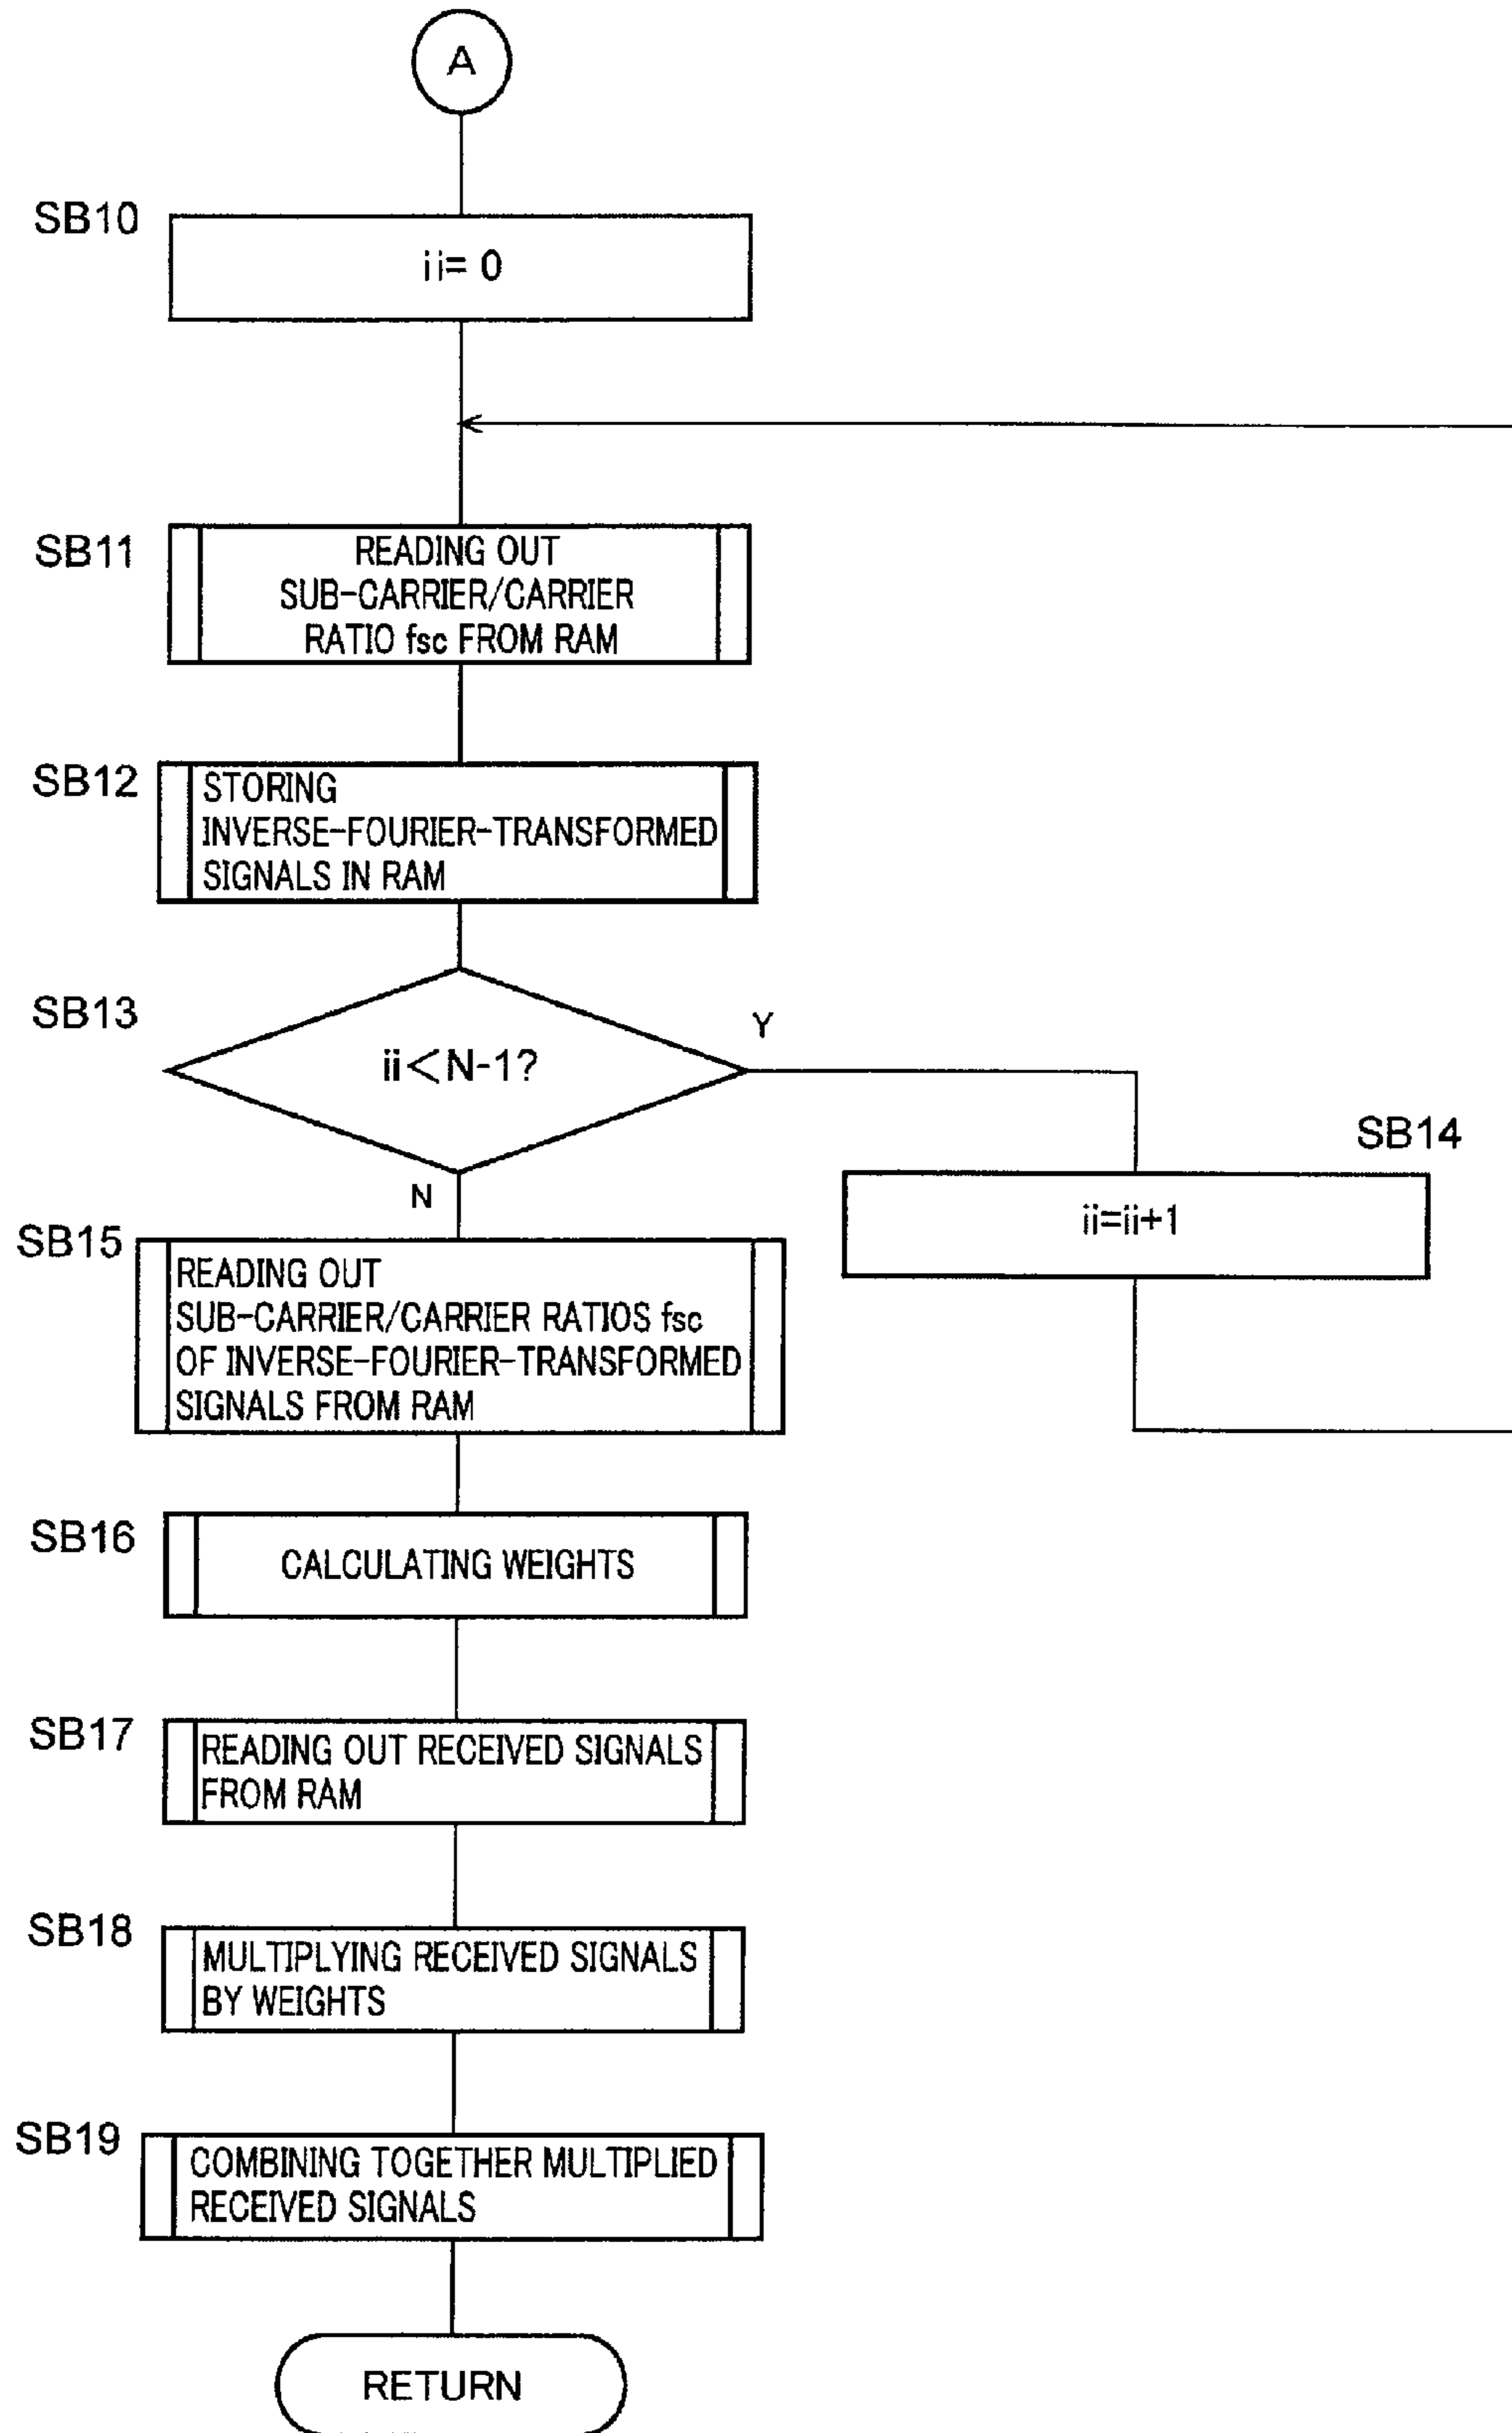 A
SB10
ii= 0
SB11
READING OUT
SUB-CARRIER/CARRIER
RATIO fsc FROM RAM
SB12
STORING
INVERSE-FOURIER-TRANSFORMED
SIGNALS IN RAM
SB13
ii<N-1?
Y
N
SB14
ii=ii+1
SB15
READING OUT
SUB-CARRIER/CARRIER RATIOS fsc
OF INVERSE-FOURIER-TRANSFORMED
SIGNALS FROM RAM
SB16
CALCULATING WEIGHTS
SB17
READING OUT RECEIVED SIGNALS
FROM RAM
SB18
MULTIPLYING RECEIVED SIGNALS
BY WEIGHTS
SB19
COMBINING TOGETHER MULTIPLIED
RECEIVED SIGNALS
RETURN